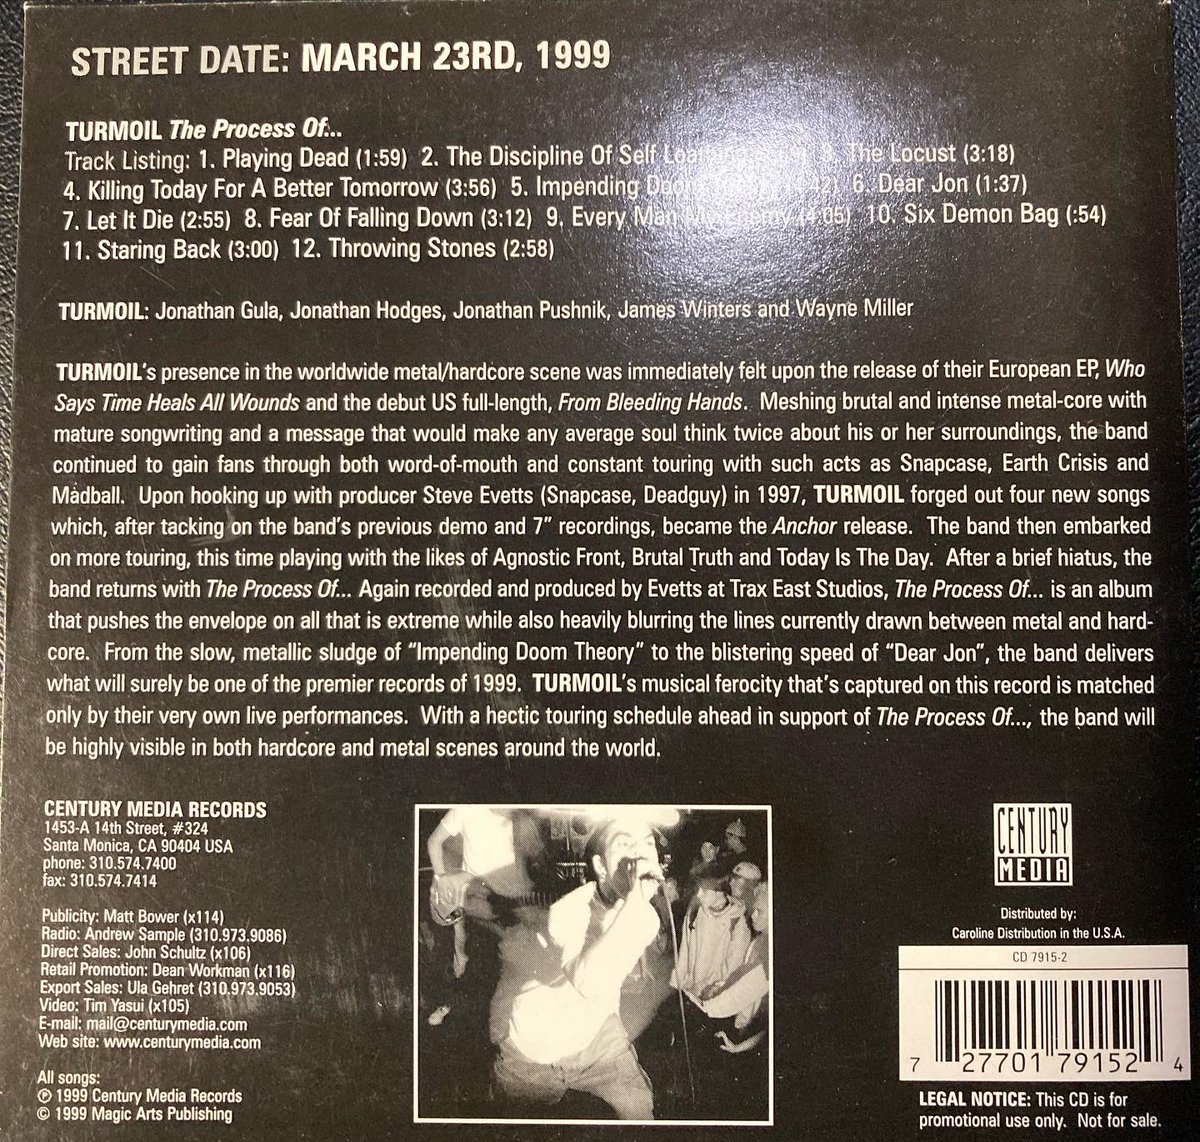 STREET DATE: MARCH 23RD, 1999
TURMOIL The Process Of...
Track Listing: 1. Playing Dead (1:59) 2. The Discipline Of Self 3. The Locust (3:18)
4. Killing Today For A Better Tomorrow (3:56) 5. Impending Doom 6. Dear Jon (1:37)
7. Let It Die (2:55) 8. Fear Of Falling Down (3:12) 9. Every Man My Enemy (4:05) 10. Six Demon Bag (:54)
11. Staring Back (3:00) 12. Throwing Stones (2:58)
TURMOIL: Jonathan Gula, Jonathan Hodges, Jonathan Pushnik, James Winters and Wayne Miller
TURMOIL's presence in the worldwide metal/hardcore scene was immediately felt upon the release of their European EP, Who
Says Time Heals All Wounds and the debut US full-length, From Bleeding Hands. Meshing brutal and intense metal-core with
mature songwriting and a message that would make any average soul think twice about his or her surroundings, the band
continued to gain fans through both word-of-mouth and constant touring with such acts as Snapcase, Earth Crisis and
Madball. Upon hooking up with producer Steve Evetts (Snapcase, Deadguy) in 1997, TURMOIL forged out four new songs
which, after tacking on the band's previous demo and 7" recordings, became the Anchor release. The band then embarked
on more touring, this time playing with the likes of Agnostic Front, Brutal Truth and Today Is The Day. After a brief hiatus, the
band returns with The Process Of... Again recorded and produced by Evetts at Trax East Studios, The Process Of... is an album
that pushes the envelope on all that is extreme while also heavily blurring the lines currently drawn between metal and hard-
core. From the slow, metallic sludge of "Impending Doom Theory" to the blistering speed of "Dear Jon", the band delivers
what will surely be one of the premier records of 1999. TURMOIL's musical ferocity that's captured on this record is matched
only by their very own live performances. With a hectic touring schedule ahead in support of The Process Of..., the band will
be highly visible in both hardcore and metal scenes around the world.
CENTURY MEDIA RECORDS
1453-A 14th Street, #324
Santa Monica, CA 90404 USA
phone: 310.574.7400
fax: 310.574.7414
Publicity: Matt Bower (x114)
Radio: Andrew Sample (310.973.9086)
Direct Sales: John Schultz (x106)
Retail Promotion: Dean Workman (x116)
Export Sales: Ula Gehret (310.973.9053)
Video: Tim Yasui (x105)
E-mail: mail@centurymedia.com
Web site: www.centurymedia.com
All songs:
℗ 1999 Century Media Records
© 1999 Magic Arts Publishing
CENTURY
MEDIA
Distributed by:
Caroline Distribution in the U.S.A.
CD 7915-2
7 27701 79152 4
LEGAL NOTICE: This CD is for
promotional use only. Not for sale.